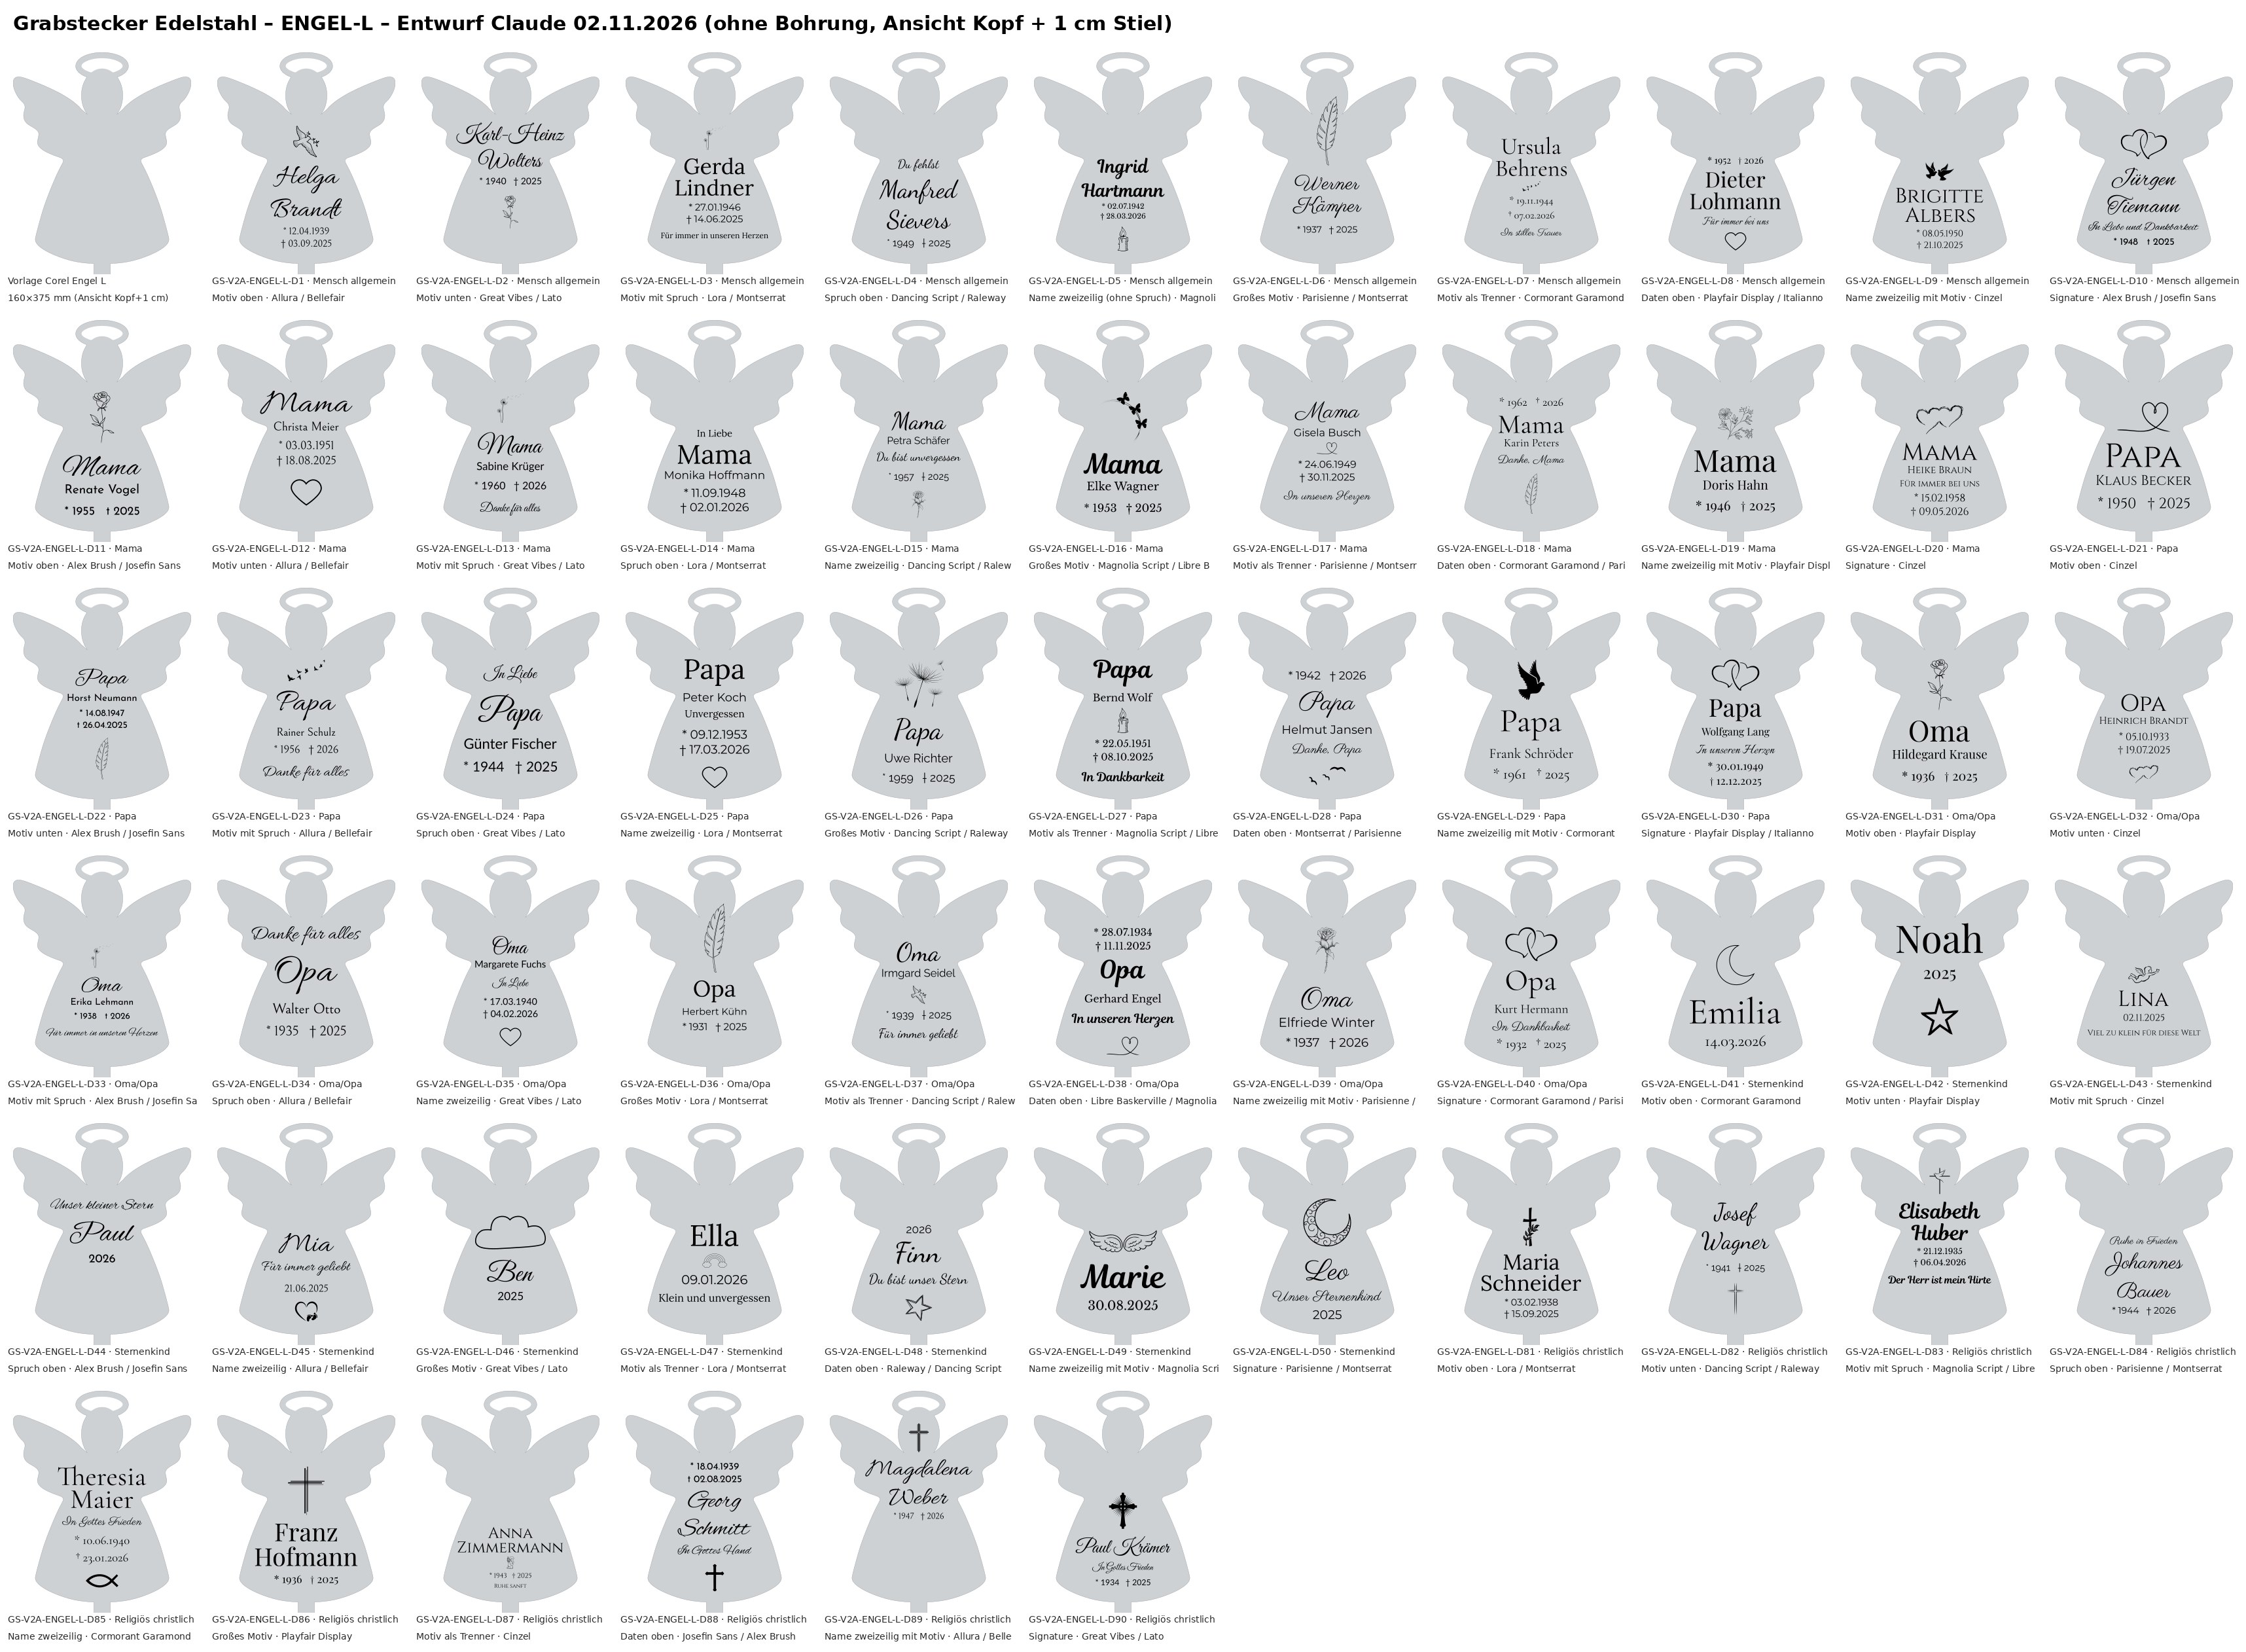 Grabstecker Edelstahl – ENGEL-L – Entwurf Claude 02.11.2026 (ohne Bohrung, Ansicht Kopf + 1 cm Stiel)
Vorlage Corel Engel L
160×375 mm (Ansicht Kopf+1 cm)
Helga
Brandt
* 12.04.1939
† 03.09.2025
GS-V2A-ENGEL-L-D1 · Mensch allgemein
Motiv oben · Allura / Bellefair
Karl-Heinz
Wolters
* 1940 † 2025
GS-V2A-ENGEL-L-D2 · Mensch allgemein
Motiv unten · Great Vibes / Lato
Gerda
Lindner
* 27.01.1946
† 14.06.2025
Für immer in unseren Herzen
GS-V2A-ENGEL-L-D3 · Mensch allgemein
Motiv mit Spruch · Lora / Montserrat
Du fehlst
Manfred
Sievers
* 1949 † 2025
GS-V2A-ENGEL-L-D4 · Mensch allgemein
Spruch oben · Dancing Script / Raleway
Ingrid
Hartmann
* 02.07.1942
† 28.03.2026
GS-V2A-ENGEL-L-D5 · Mensch allgemein
Name zweizeilig (ohne Spruch) · Magnoli
Werner
Kämper
* 1937 † 2025
GS-V2A-ENGEL-L-D6 · Mensch allgemein
Großes Motiv · Parisienne / Montserrat
Ursula
Behrens
* 19.11.1944
† 07.02.2026
In stiller Trauer
GS-V2A-ENGEL-L-D7 · Mensch allgemein
Motiv als Trenner · Cormorant Garamond
* 1952 † 2026
Dieter
Lohmann
Für immer bei uns
GS-V2A-ENGEL-L-D8 · Mensch allgemein
Daten oben · Playfair Display / Italianno
BRIGITTE
ALBERS
* 08.05.1950
† 21.10.2025
GS-V2A-ENGEL-L-D9 · Mensch allgemein
Name zweizeilig mit Motiv · Cinzel
Jürgen
Tiemann
In Liebe und Dankbarkeit
* 1948 † 2025
GS-V2A-ENGEL-L-D10 · Mensch allgemein
Signature · Alex Brush / Josefin Sans
Mama
Renate Vogel
* 1955 † 2025
GS-V2A-ENGEL-L-D11 · Mama
Motiv oben · Alex Brush / Josefin Sans
Mama
Christa Meier
* 03.03.1951
† 18.08.2025
GS-V2A-ENGEL-L-D12 · Mama
Motiv unten · Allura / Bellefair
Mama
Sabine Krüger
* 1960 † 2026
Danke für alles
GS-V2A-ENGEL-L-D13 · Mama
Motiv mit Spruch · Great Vibes / Lato
In Liebe
Mama
Monika Hoffmann
* 11.09.1948
† 02.01.2026
GS-V2A-ENGEL-L-D14 · Mama
Spruch oben · Lora / Montserrat
Mama
Petra Schäfer
Du bist unvergessen
* 1957 † 2025
GS-V2A-ENGEL-L-D15 · Mama
Name zweizeilig · Dancing Script / Ralew
Mama
Elke Wagner
* 1953 † 2025
GS-V2A-ENGEL-L-D16 · Mama
Großes Motiv · Magnolia Script / Libre B
Mama
Gisela Busch
* 24.06.1949
† 30.11.2025
In unseren Herzen
GS-V2A-ENGEL-L-D17 · Mama
Motiv als Trenner · Parisienne / Montserr
* 1962 † 2026
Mama
Karin Peters
Danke, Mama
GS-V2A-ENGEL-L-D18 · Mama
Daten oben · Cormorant Garamond / Pari
Mama
Doris Hahn
* 1946 † 2025
GS-V2A-ENGEL-L-D19 · Mama
Name zweizeilig mit Motiv · Playfair Displ
MAMA
HEIKE BRAUN
FÜR IMMER BEI UNS
* 15.02.1958
† 09.05.2026
GS-V2A-ENGEL-L-D20 · Mama
Signature · Cinzel
PAPA
KLAUS BECKER
* 1950 † 2025
GS-V2A-ENGEL-L-D21 · Papa
Motiv oben · Cinzel
Papa
Horst Neumann
* 14.08.1947
† 26.04.2025
GS-V2A-ENGEL-L-D22 · Papa
Motiv unten · Alex Brush / Josefin Sans
Papa
Rainer Schulz
* 1956 † 2026
Danke für alles
GS-V2A-ENGEL-L-D23 · Papa
Motiv mit Spruch · Allura / Bellefair
In Liebe
Papa
Günter Fischer
* 1944 † 2025
GS-V2A-ENGEL-L-D24 · Papa
Spruch oben · Great Vibes / Lato
Papa
Peter Koch
Unvergessen
* 09.12.1953
† 17.03.2026
GS-V2A-ENGEL-L-D25 · Papa
Name zweizeilig · Lora / Montserrat
Papa
Uwe Richter
* 1959 † 2025
GS-V2A-ENGEL-L-D26 · Papa
Großes Motiv · Dancing Script / Raleway
Papa
Bernd Wolf
* 22.05.1951
† 08.10.2025
In Dankbarkeit
GS-V2A-ENGEL-L-D27 · Papa
Motiv als Trenner · Magnolia Script / Libre
* 1942 † 2026
Papa
Helmut Jansen
Danke, Papa
GS-V2A-ENGEL-L-D28 · Papa
Daten oben · Montserrat / Parisienne
Papa
Frank Schröder
* 1961 † 2025
GS-V2A-ENGEL-L-D29 · Papa
Name zweizeilig mit Motiv · Cormorant
Papa
Wolfgang Lang
In unseren Herzen
* 30.01.1949
† 12.12.2025
GS-V2A-ENGEL-L-D30 · Papa
Signature · Playfair Display / Italianno
Oma
Hildegard Krause
* 1936 † 2025
GS-V2A-ENGEL-L-D31 · Oma/Opa
Motiv oben · Playfair Display
OPA
HEINRICH BRANDT
* 05.10.1933
† 19.07.2025
GS-V2A-ENGEL-L-D32 · Oma/Opa
Motiv unten · Cinzel
Oma
Erika Lehmann
* 1938 † 2026
Für immer in unseren Herzen
GS-V2A-ENGEL-L-D33 · Oma/Opa
Motiv mit Spruch · Alex Brush / Josefin Sa
Danke für alles
Opa
Walter Otto
* 1935 † 2025
GS-V2A-ENGEL-L-D34 · Oma/Opa
Spruch oben · Allura / Bellefair
Oma
Margarete Fuchs
In Liebe
* 17.03.1940
† 04.02.2026
GS-V2A-ENGEL-L-D35 · Oma/Opa
Name zweizeilig · Great Vibes / Lato
Opa
Herbert Kühn
* 1931 † 2025
GS-V2A-ENGEL-L-D36 · Oma/Opa
Großes Motiv · Lora / Montserrat
Oma
Irmgard Seidel
* 1939 † 2025
Für immer geliebt
GS-V2A-ENGEL-L-D37 · Oma/Opa
Motiv als Trenner · Dancing Script / Ralew
* 28.07.1934
† 11.11.2025
Opa
Gerhard Engel
In unseren Herzen
GS-V2A-ENGEL-L-D38 · Oma/Opa
Daten oben · Libre Baskerville / Magnolia
Oma
Elfriede Winter
* 1937 † 2026
GS-V2A-ENGEL-L-D39 · Oma/Opa
Name zweizeilig mit Motiv · Parisienne /
Opa
Kurt Hermann
In Dankbarkeit
* 1932 † 2025
GS-V2A-ENGEL-L-D40 · Oma/Opa
Signature · Cormorant Garamond / Parisi
Emilia
14.03.2026
GS-V2A-ENGEL-L-D41 · Sternenkind
Motiv oben · Cormorant Garamond
Noah
2025
GS-V2A-ENGEL-L-D42 · Sternenkind
Motiv unten · Playfair Display
LINA
02.11.2025
VIEL ZU KLEIN FÜR DIESE WELT
GS-V2A-ENGEL-L-D43 · Sternenkind
Motiv mit Spruch · Cinzel
Unser kleiner Stern
Paul
2026
GS-V2A-ENGEL-L-D44 · Sternenkind
Spruch oben · Alex Brush / Josefin Sans
Mia
Für immer geliebt
21.06.2025
GS-V2A-ENGEL-L-D45 · Sternenkind
Name zweizeilig · Allura / Bellefair
Ben
2025
GS-V2A-ENGEL-L-D46 · Sternenkind
Großes Motiv · Great Vibes / Lato
Ella
09.01.2026
Klein und unvergessen
GS-V2A-ENGEL-L-D47 · Sternenkind
Motiv als Trenner · Lora / Montserrat
2026
Finn
Du bist unser Stern
GS-V2A-ENGEL-L-D48 · Sternenkind
Daten oben · Raleway / Dancing Script
Marie
30.08.2025
GS-V2A-ENGEL-L-D49 · Sternenkind
Name zweizeilig mit Motiv · Magnolia Scri
Leo
Unser Sternenkind
2025
GS-V2A-ENGEL-L-D50 · Sternenkind
Signature · Parisienne / Montserrat
Maria
Schneider
* 03.02.1938
† 15.09.2025
GS-V2A-ENGEL-L-D81 · Religiös christlich
Motiv oben · Lora / Montserrat
Josef
Wagner
* 1941 † 2025
GS-V2A-ENGEL-L-D82 · Religiös christlich
Motiv unten · Dancing Script / Raleway
Elisabeth
Huber
* 21.12.1935
† 06.04.2026
Der Herr ist mein Hirte
GS-V2A-ENGEL-L-D83 · Religiös christlich
Motiv mit Spruch · Magnolia Script / Libre
Ruhe in Frieden
Johannes
Bauer
* 1944 † 2026
GS-V2A-ENGEL-L-D84 · Religiös christlich
Spruch oben · Parisienne / Montserrat
Theresia
Maier
In Gottes Frieden
* 10.06.1940
† 23.01.2026
GS-V2A-ENGEL-L-D85 · Religiös christlich
Name zweizeilig · Cormorant Garamond
Franz
Hofmann
* 1936 † 2025
GS-V2A-ENGEL-L-D86 · Religiös christlich
Großes Motiv · Playfair Display
ANNA
ZIMMERMANN
* 1943 † 2025
RUHE SANFT
GS-V2A-ENGEL-L-D87 · Religiös christlich
Motiv als Trenner · Cinzel
* 18.04.1939
† 02.08.2025
Georg
Schmitt
In Gottes Hand
GS-V2A-ENGEL-L-D88 · Religiös christlich
Daten oben · Josefin Sans / Alex Brush
Magdalena
Weber
* 1947 † 2026
GS-V2A-ENGEL-L-D89 · Religiös christlich
Name zweizeilig mit Motiv · Allura / Belle
Paul Krämer
In Gottes Frieden
* 1934 † 2025
GS-V2A-ENGEL-L-D90 · Religiös christlich
Signature · Great Vibes / Lato